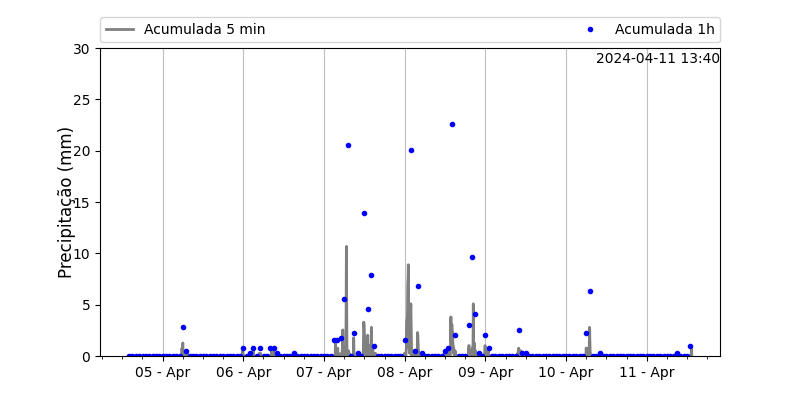 Acumulada 5 min
Acumulada 1h
2024-04-11 13:40
Precipitação (mm)
30
25
20
15
10
5
0
05 - Apr
06 - Apr
07 - Apr
08 - Apr
09 - Apr
10 - Apr
11 - Apr